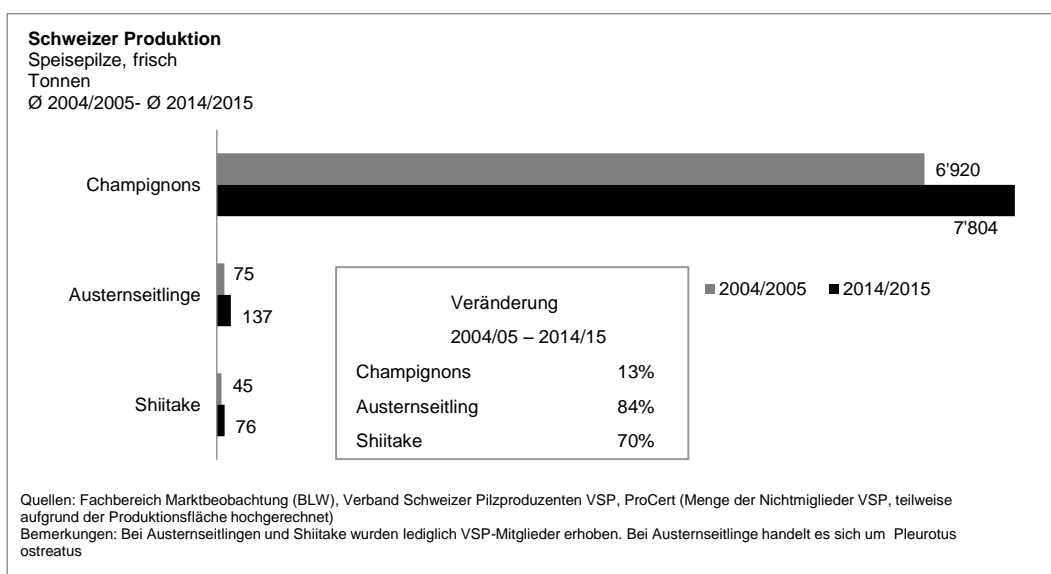 Schweizer Produktion
Speisepilze, frisch
Tonnen
Ø 2004/2005- Ø 2014/2015
Champignons
6'920
7'804
Austernseitlinge
75
137
Shiitake
45
76
2004/2005 2014/2015
Veränderung
2004/05 – 2014/15
Champignons 13%
Austernseitling 84%
Shiitake 70%
Quellen: Fachbereich Marktbeobachtung (BLW), Verband Schweizer Pilzproduzenten VSP, ProCert (Menge der Nichtmiglieder VSP, teilweise
aufgrund der Produktionsfläche hochgerechnet)
Bemerkungen: Bei Austernseitlingen und Shiitake wurden lediglich VSP-Mitglieder erhoben. Bei Austernseitlinge handelt es sich um Pleurotus
ostreatus